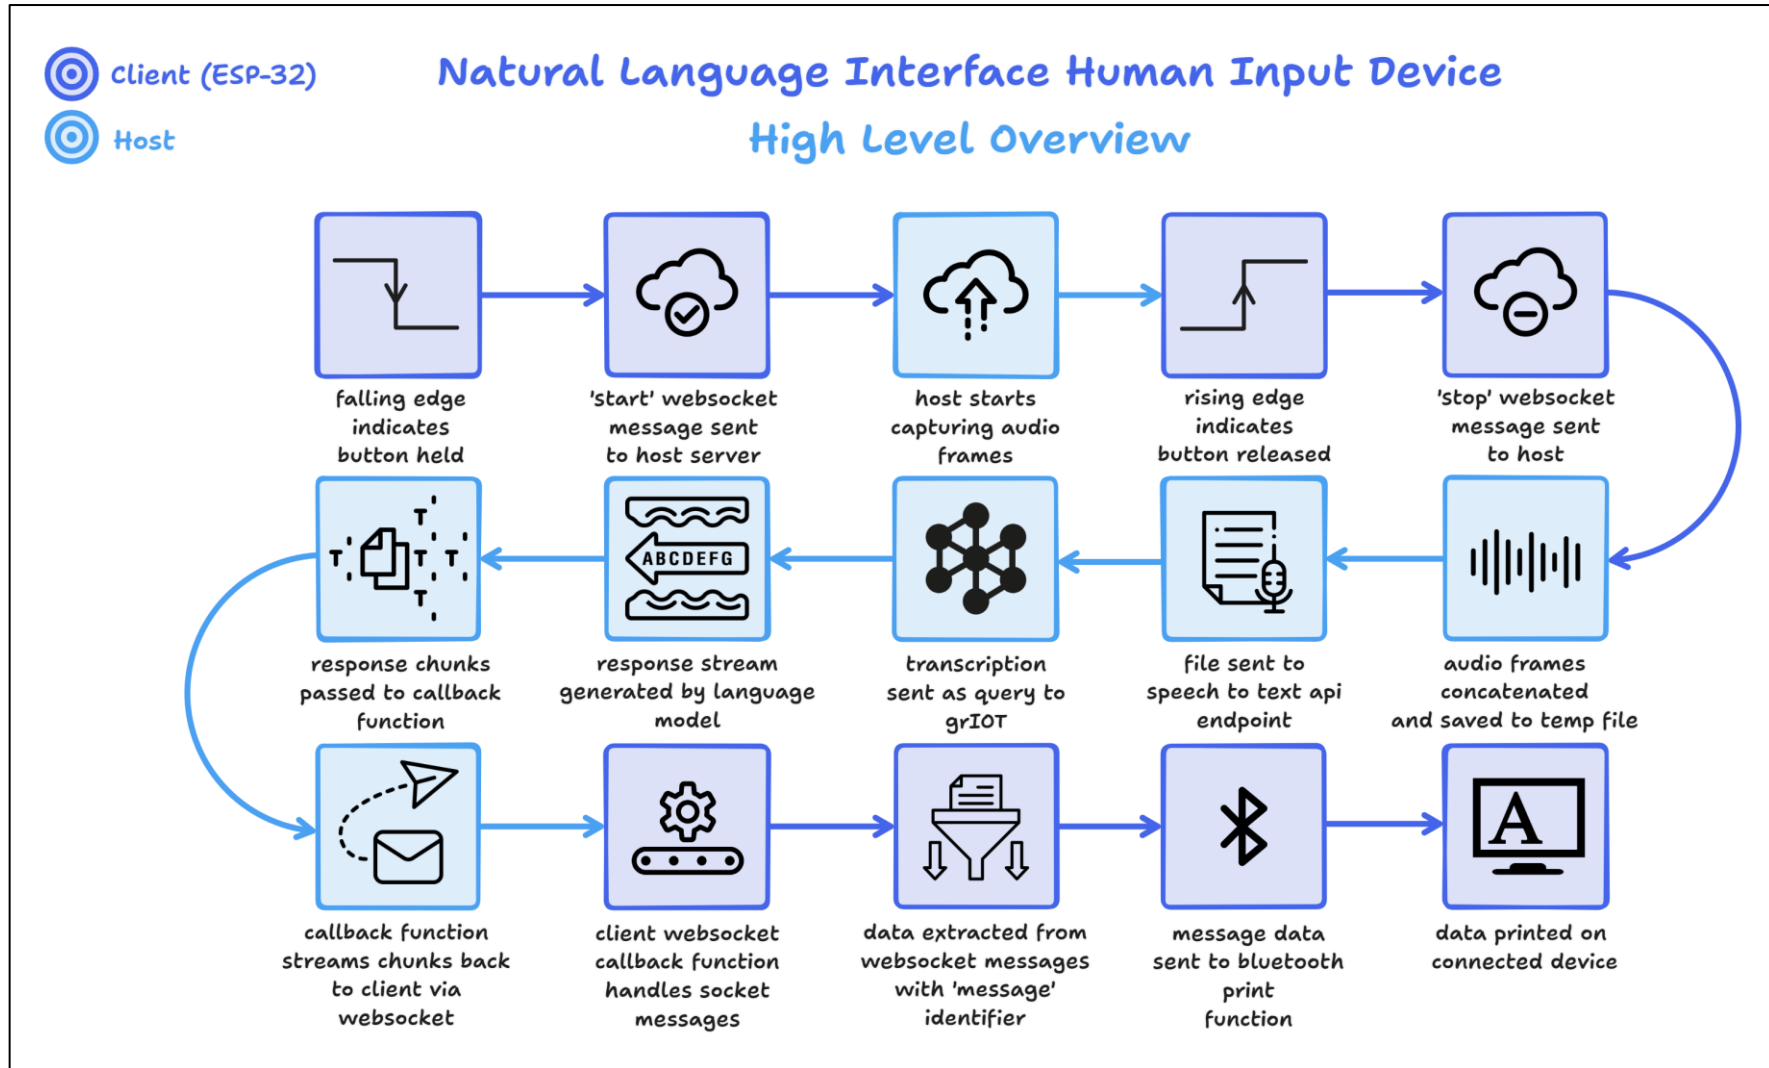 Client (ESP-32)
Host
Natural Language Interface Human Input Device
High Level Overview
falling edge
indicates
button held
'start' websocket
message sent
to host server
host starts
capturing audio
frames
rising edge
indicates
button released
'stop' websocket
message sent
to host
audio frames
concatenated
and saved to temp file
file sent to
speech to text api
endpoint
transcription
sent as query to
grIOT
ABCDEFG
response stream
generated by language
model
T
T
T
T
T
response chunks
passed to callback
function
callback function
streams chunks back
to client via
websocket
client websocket
callback function
handles socket
messages
data extracted from
websocket messages
with 'message'
identifier
message data
sent to bluetooth
print
function
A
data printed on
connected device